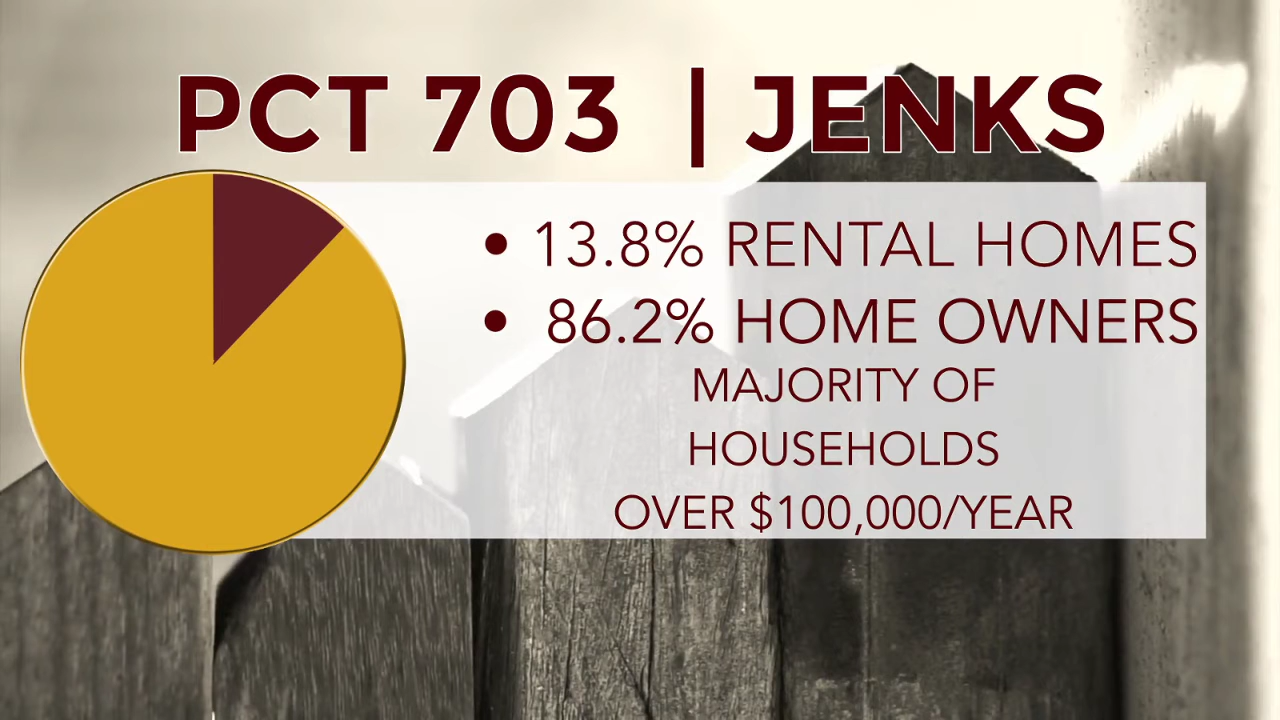 PCT 703 | JENKS
• 13.8% RENTAL HOMES
• 86.2% HOME OWNERS
MAJORITY OF
HOUSEHOLDS
OVER $100,000/YEAR